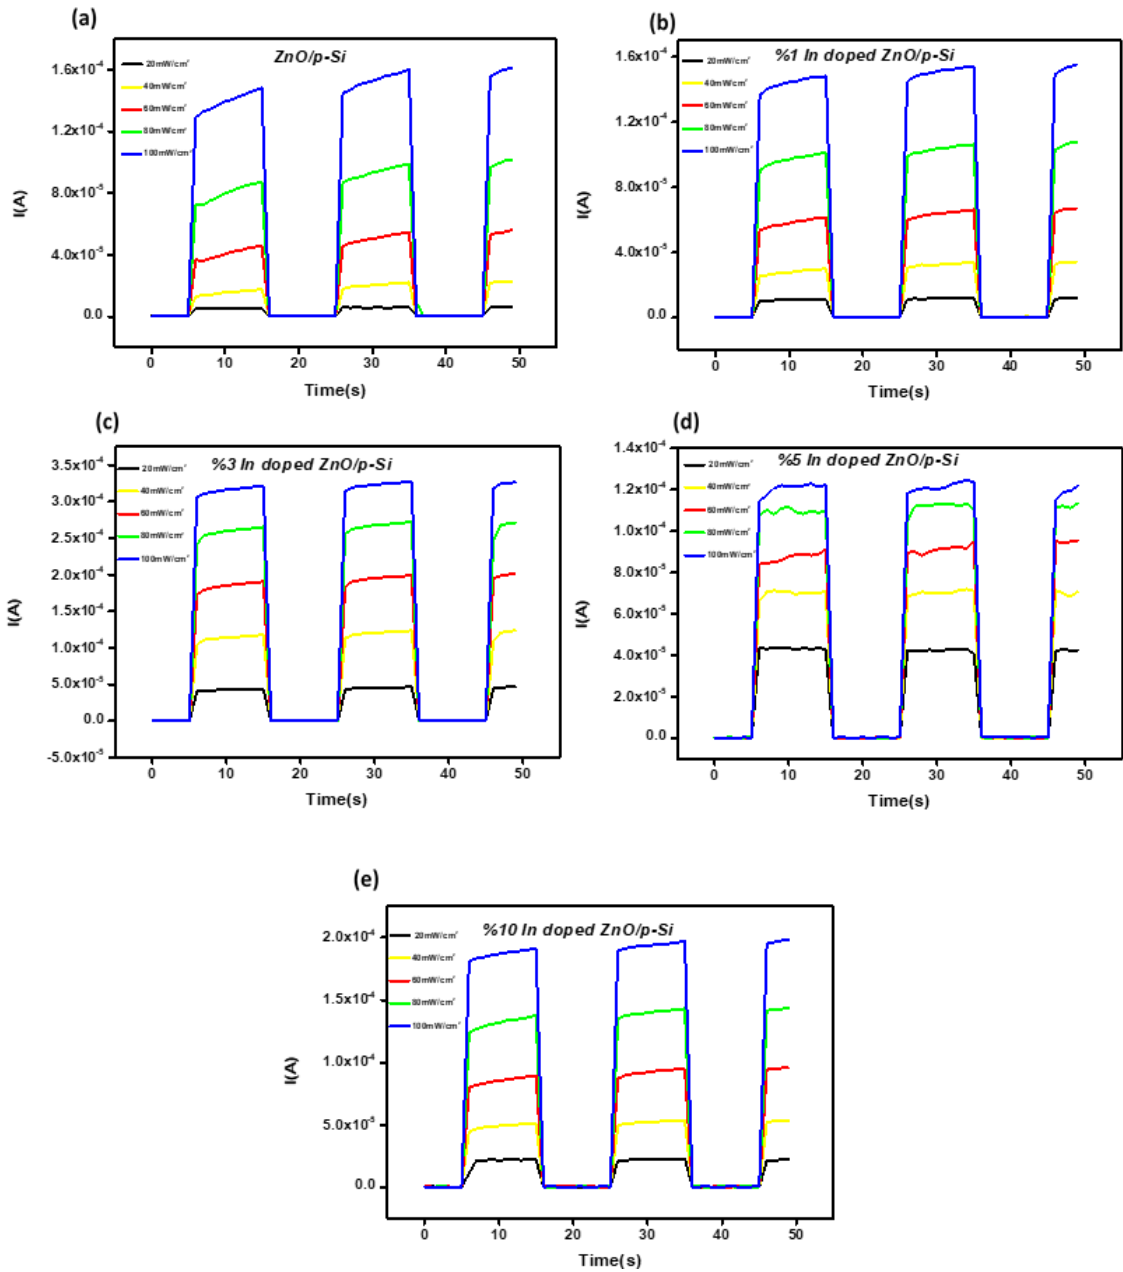 (a)
ZnO/p-Si
20mW/cm²
40mW/cm²
60mW/cm²
80mW/cm²
100mW/cm²
1.6x10⁻⁴
1.2x10⁻⁴
8.0x10⁻⁵
4.0x10⁻⁵
0.0
I(A)
0 10 20 30 40 50
Time(s)
(b)
%1 In doped ZnO/p-Si
20mW/cm²
40mW/cm²
60mW/cm²
80mW/cm²
100mW/cm²
1.6x10⁻⁴
1.2x10⁻⁴
8.0x10⁻⁵
4.0x10⁻⁵
0.0
I(A)
0 10 20 30 40 50
Time(s)
(c)
%3 In doped ZnO/p-Si
20mW/cm²
40mW/cm²
60mW/cm²
80mW/cm²
100mW/cm²
3.5x10⁻⁴
3.0x10⁻⁴
2.5x10⁻⁴
2.0x10⁻⁴
1.5x10⁻⁴
1.0x10⁻⁴
5.0x10⁻⁵
0.0
-5.0x10⁻⁵
I(A)
0 10 20 30 40 50
Time(s)
(d)
%5 In doped ZnO/p-Si
20mW/cm²
40mW/cm²
60mW/cm²
80mW/cm²
100mW/cm²
1.4x10⁻⁴
1.2x10⁻⁴
1.0x10⁻⁴
8.0x10⁻⁵
6.0x10⁻⁵
4.0x10⁻⁵
2.0x10⁻⁵
0.0
I(A)
0 10 20 30 40 50
Time(s)
(e)
%10 In doped ZnO/p-Si
20mW/cm²
40mW/cm²
60mW/cm²
80mW/cm²
100mW/cm²
2.0x10⁻⁴
1.5x10⁻⁴
1.0x10⁻⁴
5.0x10⁻⁵
0.0
I(A)
0 10 20 30 40 50
Time(s)